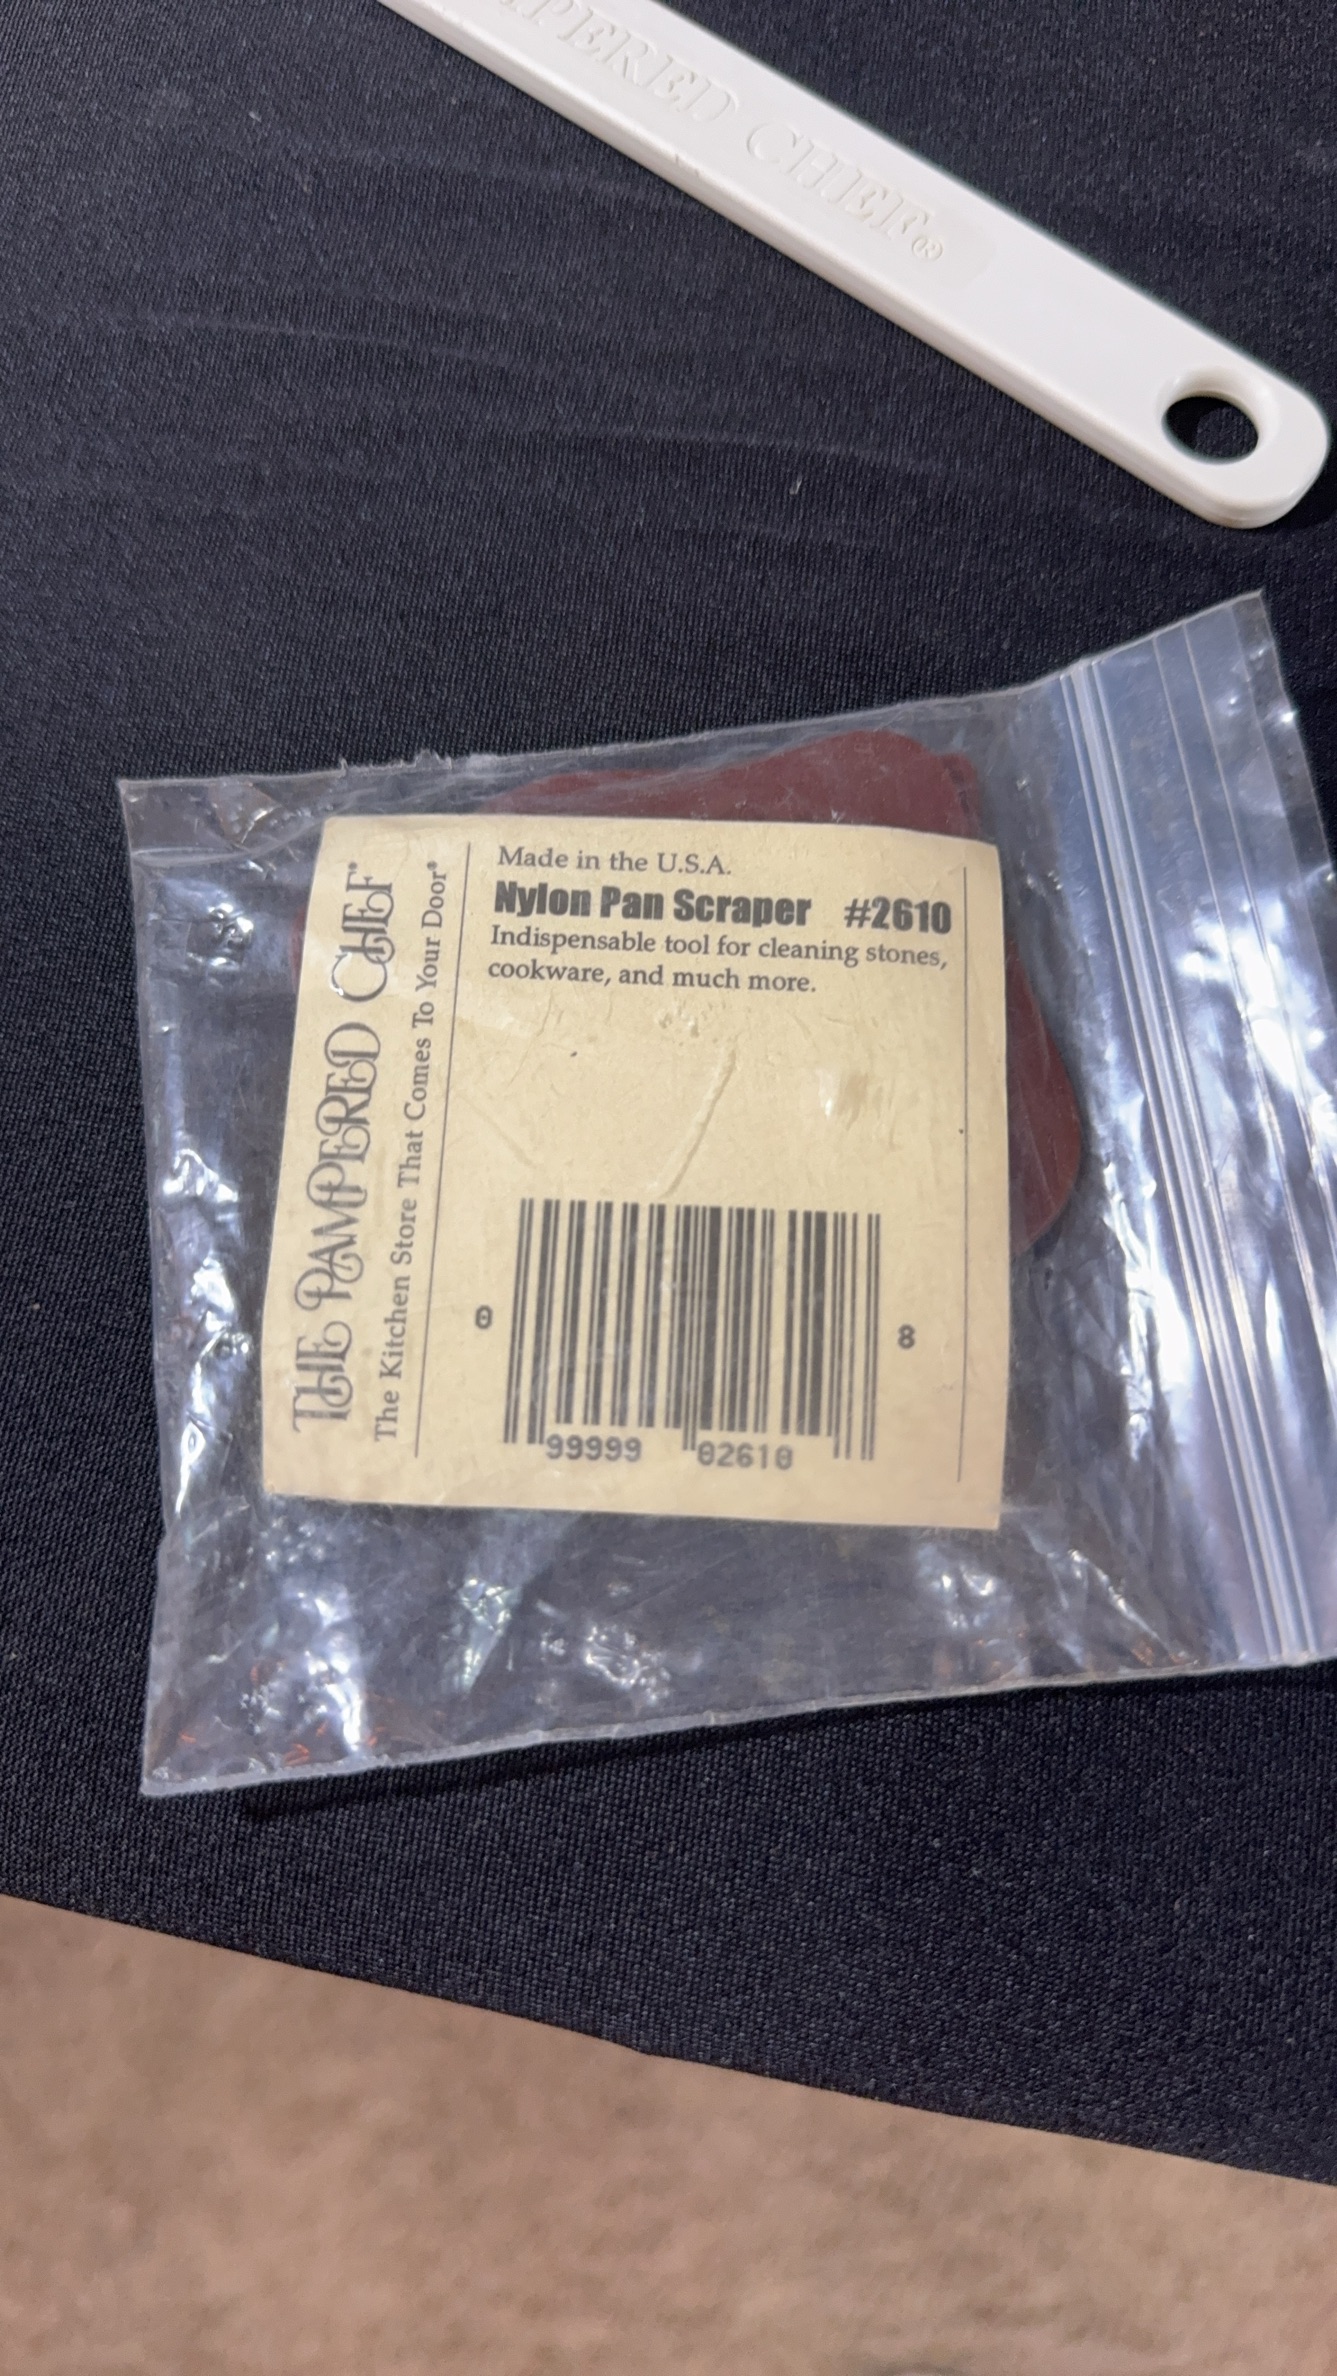 PERED CHEF®
THE PAMPERED CHEF®
The Kitchen Store That Comes To Your Door®
Made in the U.S.A.
Nylon Pan Scraper #2610
Indispensable tool for cleaning stones,
cookware, and much more.
0 99999 02610 8